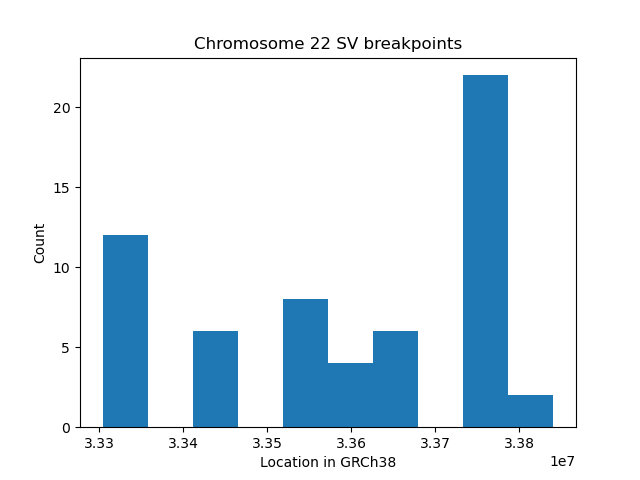 Chromosome 22 SV breakpoints
Count
20
15
10
5
0
3.33 3.34 3.35 3.36 3.37 3.38
Location in GRCh38
1e7